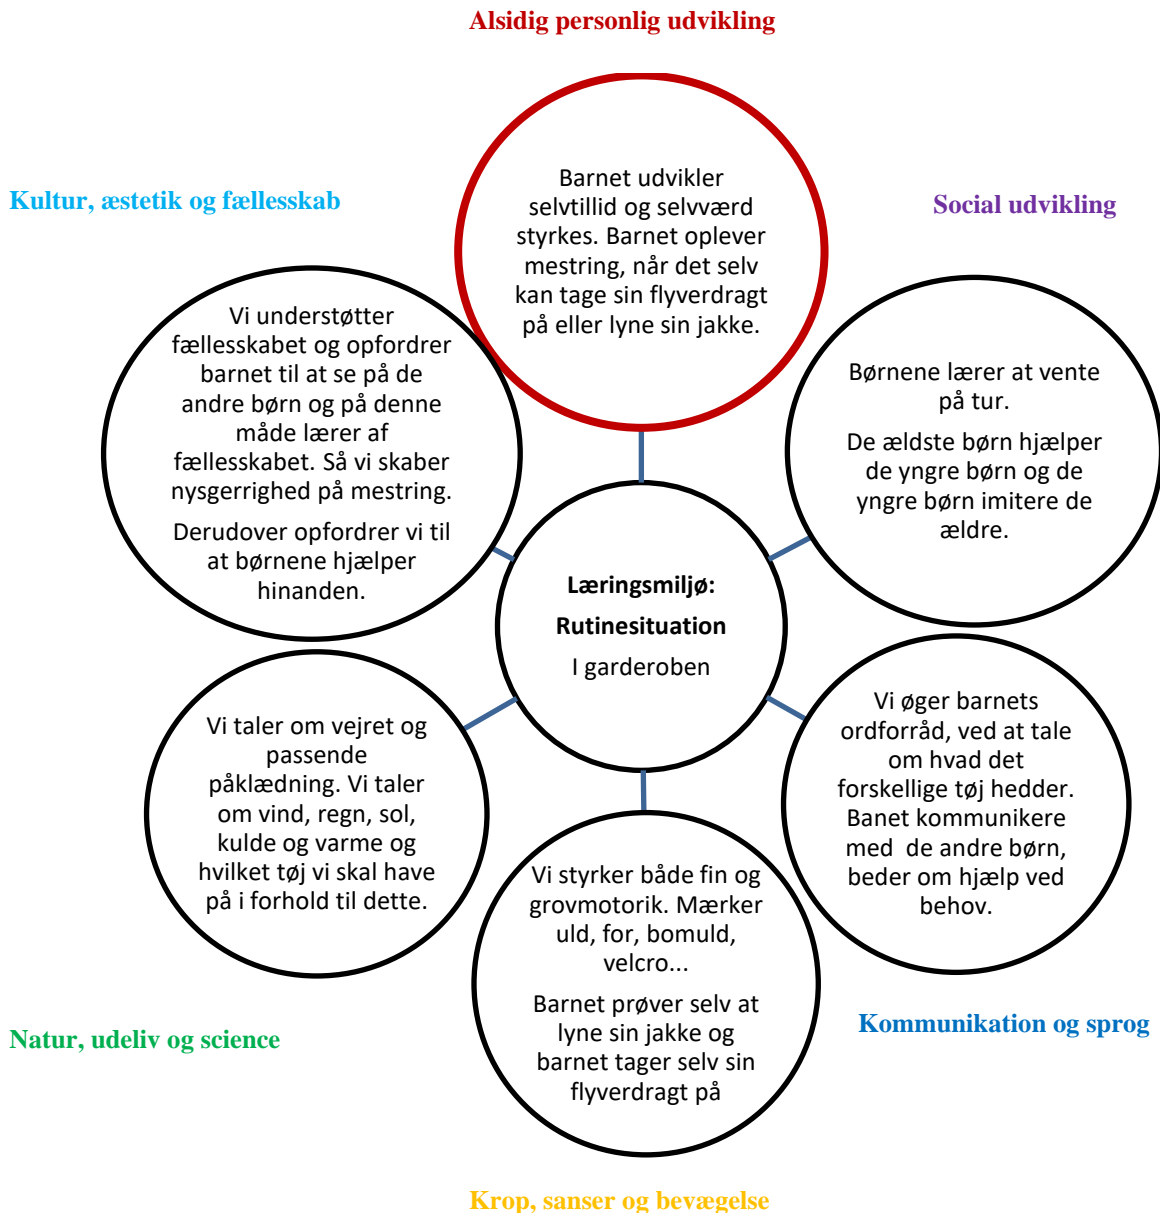 Alsidig personlig udvikling
Barnet udvikler
selvtillid og selvværd
styrkes. Barnet oplever
mestring, når det selv
kan tage sin flyverdragt
på eller lyne sin jakke.
Kultur, æstetik og fællesskab
Social udvikling
Vi understøtter
fællesskabet og opfordrer
barnet til at se på de
andre børn og på denne
måde lærer af
fællesskabet. Så vi skaber
nysgerrighed på mestring.
Derudover opfordrer vi til
at børnene hjælper
hinanden.
Børnene lærer at vente
på tur.
De ældste børn hjælper
de yngre børn og de
yngre børn imitere de
ældre.
Læringsmiljø:
Rutinesituation
I garderoben
Vi taler om vejret og
passende
påklædning. Vi taler
om vind, regn, sol,
kulde og varme og
hvilket tøj vi skal have
på i forhold til dette.
Vi øger barnets
ordforråd, ved at tale
om hvad det
forskellige tøj hedder.
Banet kommunikere
med  de andre børn,
beder om hjælp ved
behov.
Vi styrker både fin og
grovmotorik. Mærker
uld, for, bomuld,
velcro...
Barnet prøver selv at
lyne sin jakke og
barnet tager selv sin
flyverdragt på
Natur, udeliv og science
Kommunikation og sprog
Krop, sanser og bevægelse